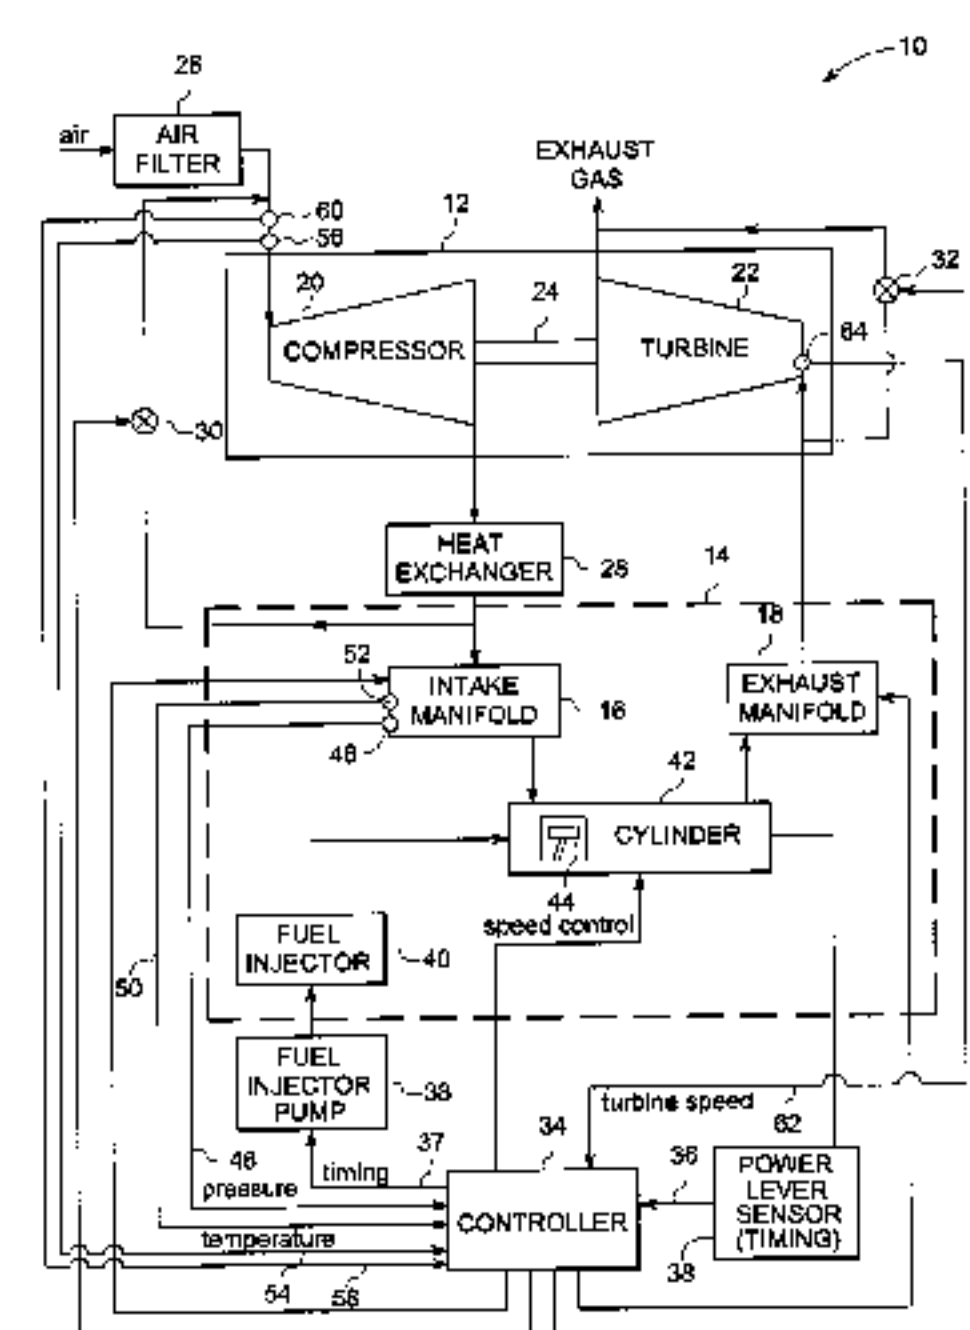 10
26
air
AIR
FILTER
EXHAUST
GAS
60
56
12
32
20
24
22
COMPRESSOR
TURBINE
64
30
HEAT
EXCHANGER
28
14
18
52
INTAKE
MANIFOLD
16
EXHAUST
MANIFOLD
48
42
CYLINDER
44
speed control
FUEL
INJECTOR
40
50
FUEL
INJECTOR
PUMP
38
turbine speed
62
37
34
timing
46
pressure
36
POWER
LEVER
SENSOR
(TIMING)
CONTROLLER
temperature
38
54
58